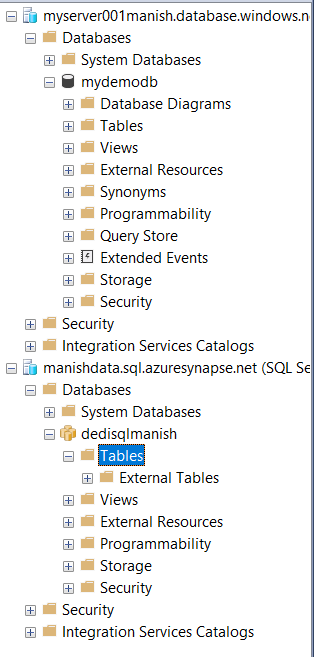 myserver001manish.database.windows.n
Databases
System Databases
mydemodb
Database Diagrams
Tables
Views
External Resources
Synonyms
Programmability
Query Store
Extended Events
Storage
Security
Security
Integration Services Catalogs
manishdata.sql.azuresynapse.net (SQL Se
Databases
System Databases
dedisqlmanish
Tables
External Tables
Views
External Resources
Programmability
Storage
Security
Security
Integration Services Catalogs